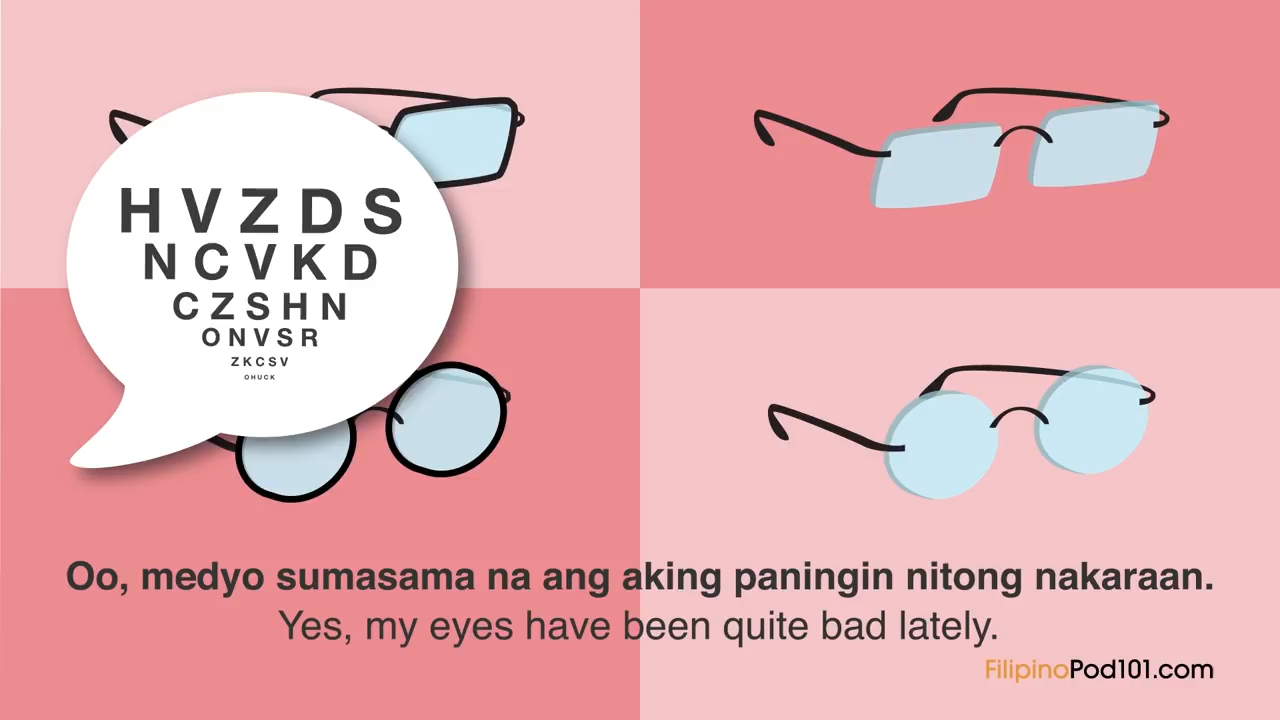 H V Z D S
N C V K D
C Z S H N
O N V S R
Z K C S V
O H U C K
Oo, medyo sumasama na ang aking paningin nitong nakaraan.
Yes, my eyes have been quite bad lately.
FilipinoPod101.com